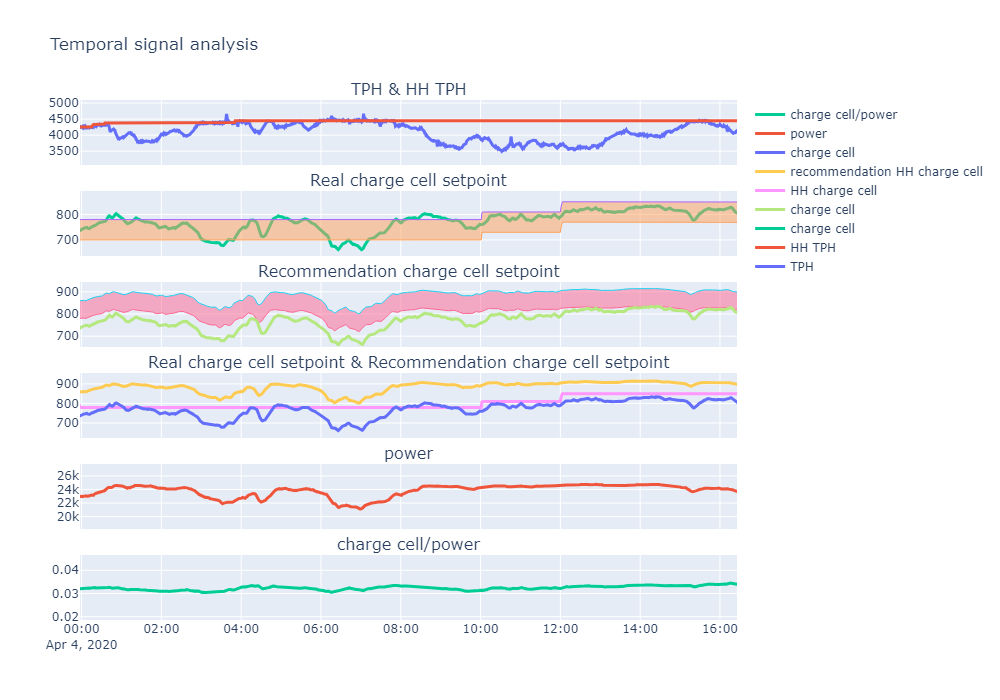 Temporal signal analysis
TPH & HH TPH
5000
4500
4000
3500
charge cell/power
power
charge cell
recommendation HH charge cell
HH charge cell
charge cell
charge cell
HH TPH
TPH
Real charge cell setpoint
800
700
Recommendation charge cell setpoint
900
800
700
Real charge cell setpoint & Recommendation charge cell setpoint
900
800
700
power
26k
24k
22k
20k
charge cell/power
0.04
0.03
0.02
00:00 02:00 04:00 06:00 08:00 10:00 12:00 14:00 16:00
Apr 4, 2020